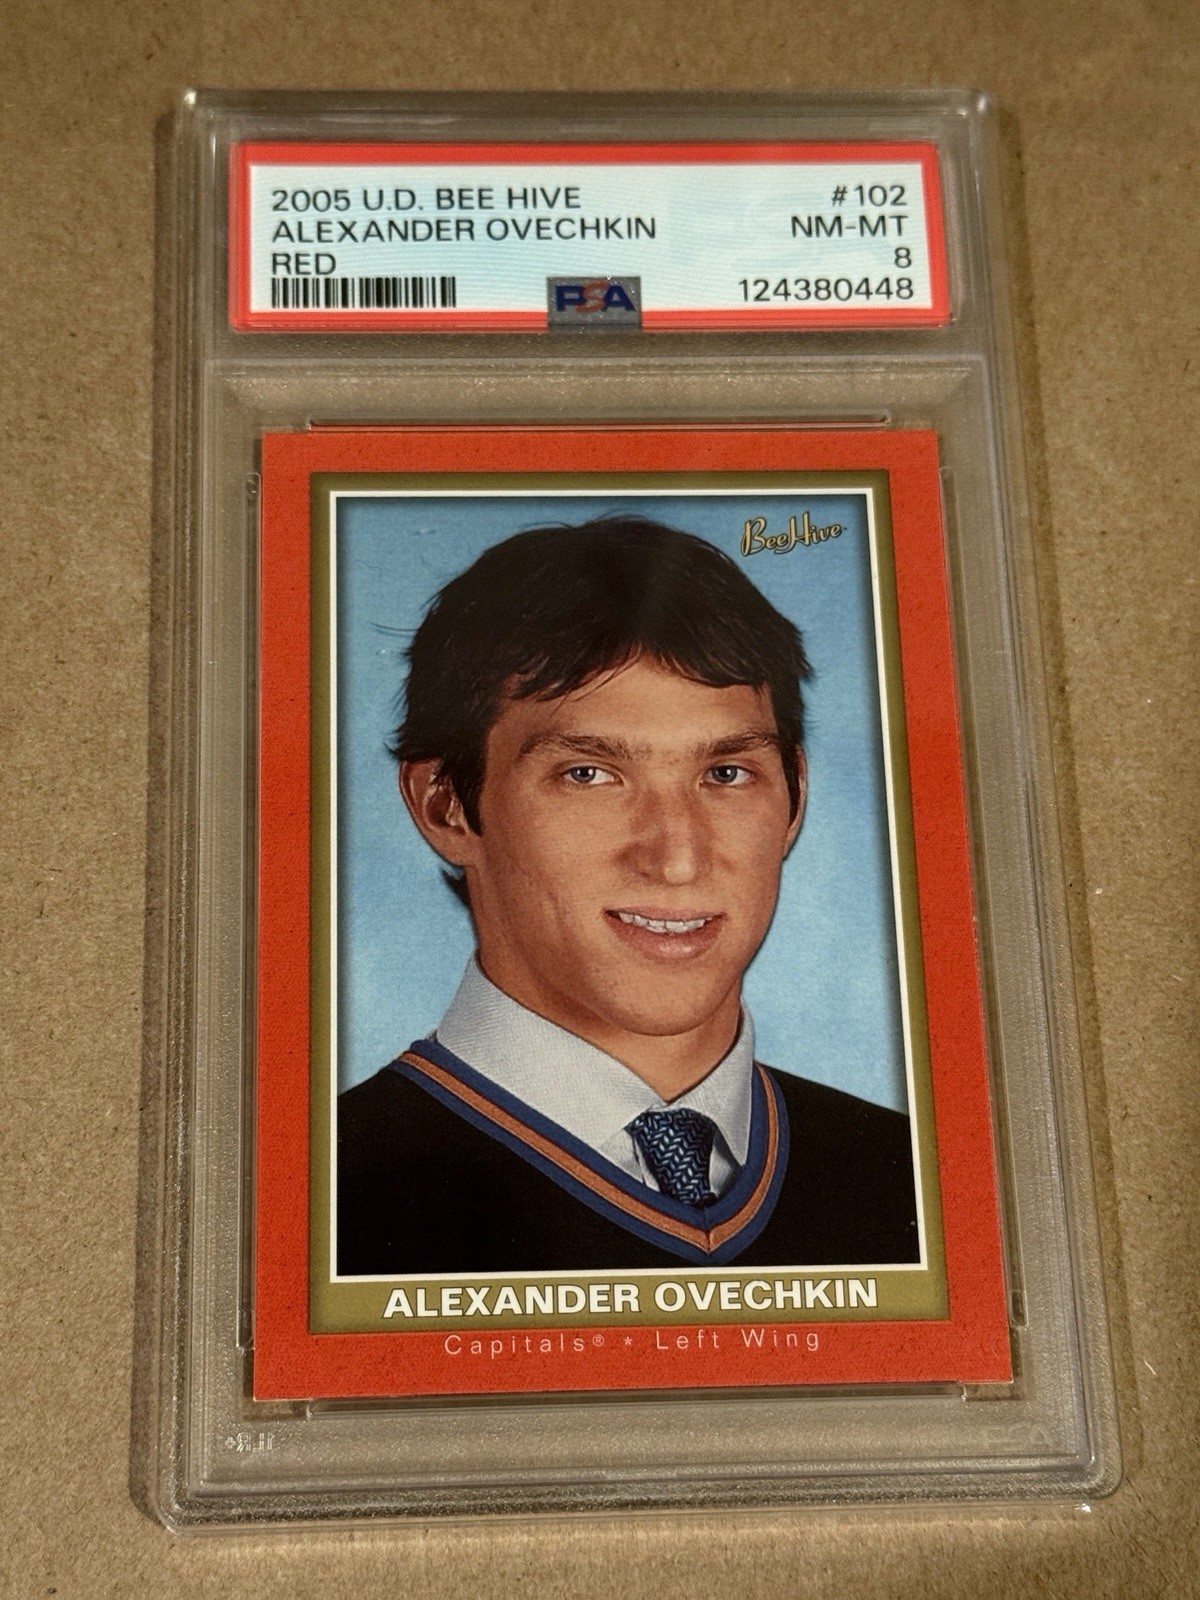 2005 U.D. BEE HIVE #102
ALEXANDER OVECHKIN NM-MT
RED 8
PSA 124380448
BeeHive
ALEXANDER OVECHKIN
Capitals® * Left Wing